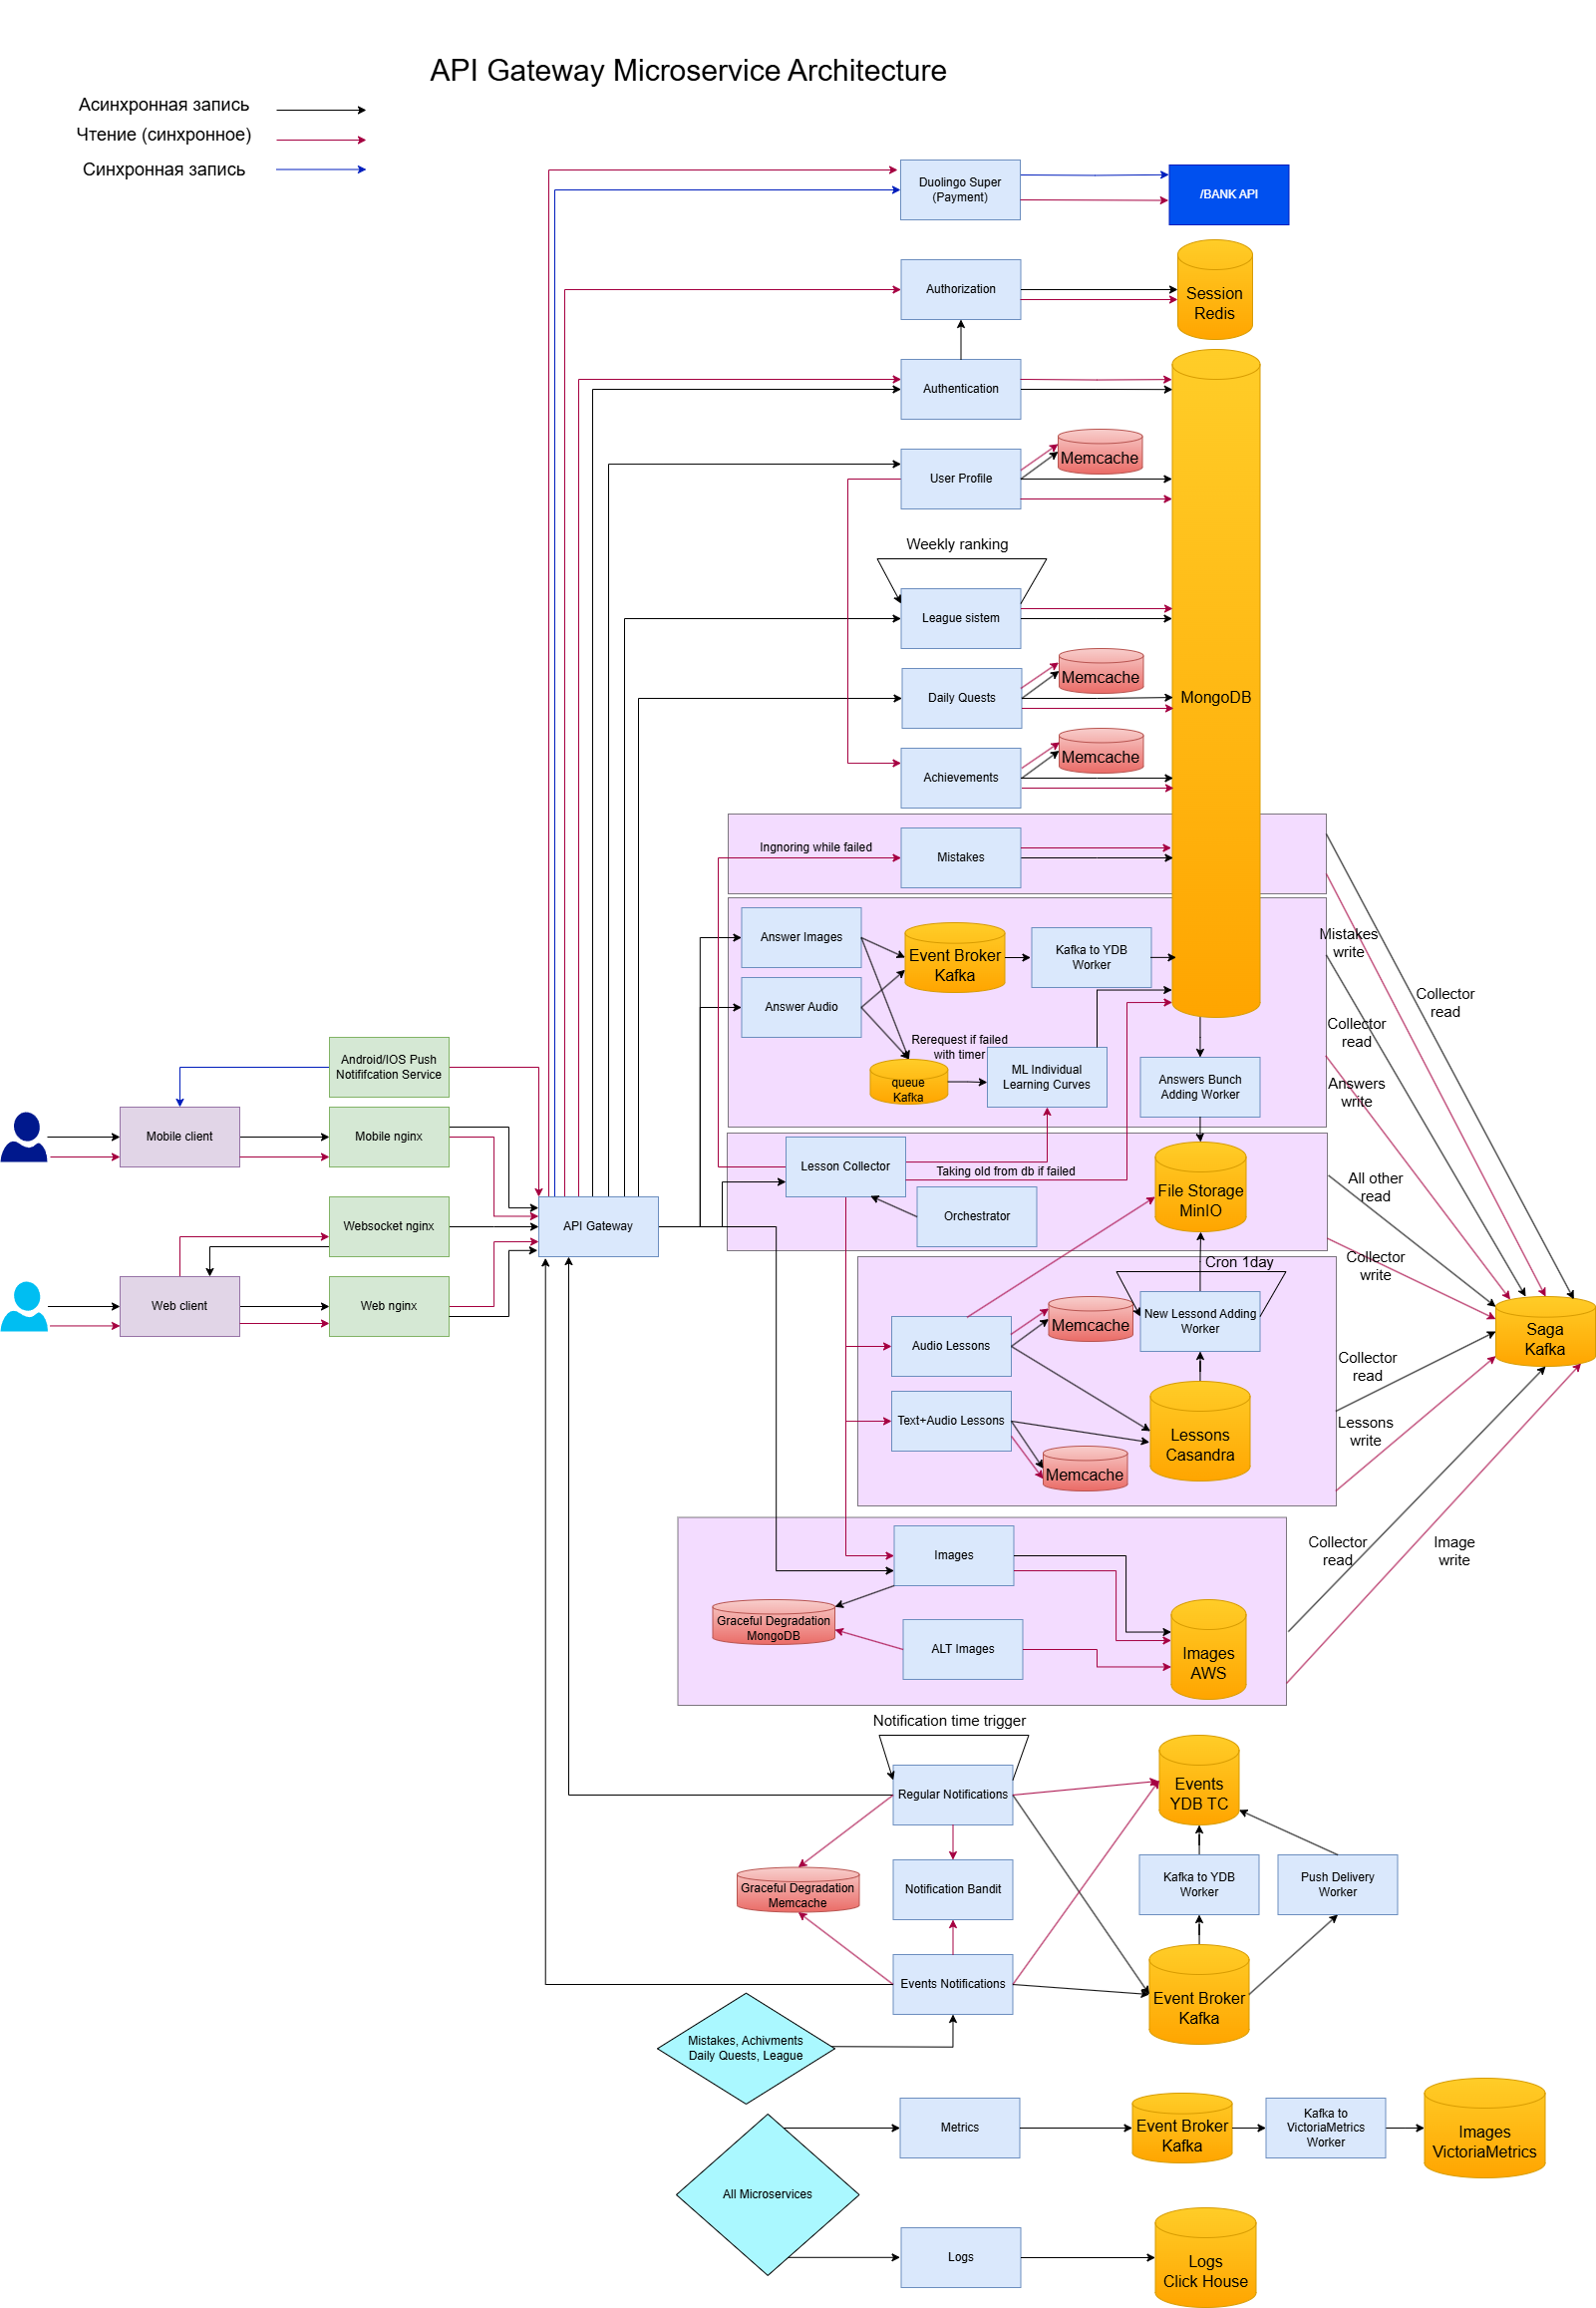 API Gateway Microservice Architecture
Асинхронная запись
Чтение (синхронное)
Синхронная запись
Duolingo Super
(Payment)
/BANK API
Authorization
Session
Redis
Authentication
User Profile
Memcache
Weekly ranking
League sistem
Daily Quests
Memcache
MongoDB
Achievements
Memcache
Ingnoring while failed
Mistakes
Answer Images
Event Broker
Kafka
Kafka to YDB
Worker
Answer Audio
Rerequest if failed
with timer
queue
Kafka
ML Individual
Learning Curves
Answers Bunch
Adding Worker
Mistakes
write
Collector
read
Collector
read
Answers
write
Android/IOS Push
Notififcation Service
Mobile client
Mobile nginx
Websocket nginx
Web client
Web nginx
API Gateway
Lesson Collector
Taking old from db if failed
Orchestrator
File Storage
MinIO
All other
read
Collector
write
Cron 1day
Audio Lessons
Memcache
New Lessond Adding
Worker
Saga
Kafka
Text+Audio Lessons
Memcache
Lessons
Casandra
Collector
read
Lessons
write
Images
Graceful Degradation
MongoDB
ALT Images
Images
AWS
Collector
read
Image
write
Notification time trigger
Regular Notifications
Events
YDB TC
Graceful Degradation
Memcache
Notification Bandit
Kafka to YDB
Worker
Push Delivery
Worker
Events Notifications
Event Broker
Kafka
Mistakes, Achivments
Daily Quests, League
Metrics
Event Broker
Kafka
Kafka to
VictoriaMetrics
Worker
Images
VictoriaMetrics
All Microservices
Logs
Logs
Click House